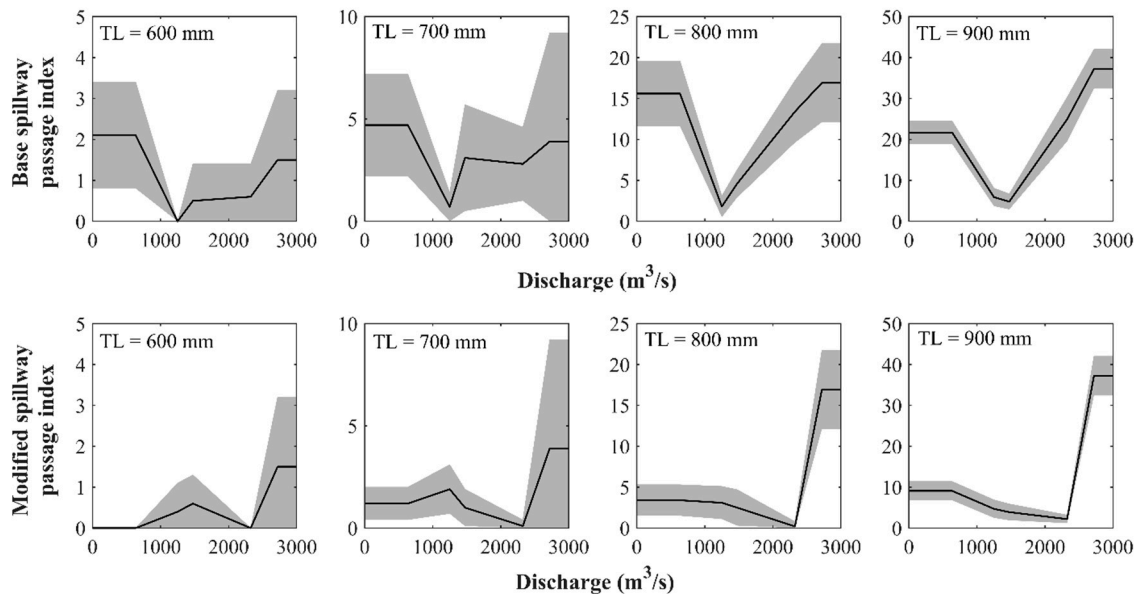 Base spillway
passage index
TL = 600 mm
5
4
3
2
1
0
0 1000 2000 3000
TL = 700 mm
10
5
0
0 1000 2000 3000
TL = 800 mm
25
20
15
10
5
0
0 1000 2000 3000
TL = 900 mm
50
40
30
20
10
0
0 1000 2000 3000
Discharge (m³/s)
Modified spillway
passage index
TL = 600 mm
5
4
3
2
1
0
0 1000 2000 3000
TL = 700 mm
10
5
0
0 1000 2000 3000
TL = 800 mm
25
20
15
10
5
0
0 1000 2000 3000
TL = 900 mm
50
40
30
20
10
0
0 1000 2000 3000
Discharge (m³/s)